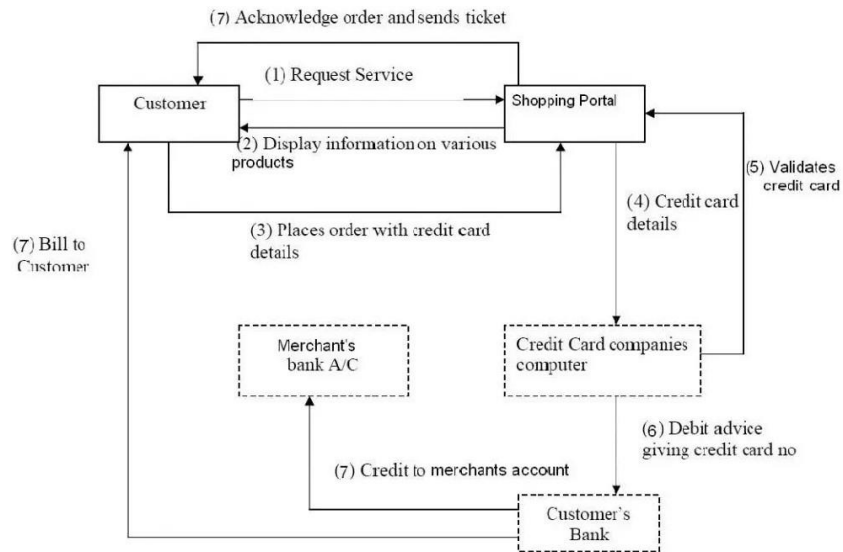 (7) Acknowledge order and sends ticket
(1) Request Service
Customer
Shopping Portal
(2) Display information on various
products
(5) Validates
credit card
(4) Credit card
details
(3) Places order with credit card
details
(7) Bill to
Customer
Merchant's
bank A/C
Credit Card companies
computer
(6) Debit advice
giving credit card no
(7) Credit to merchants account
Customer's
Bank